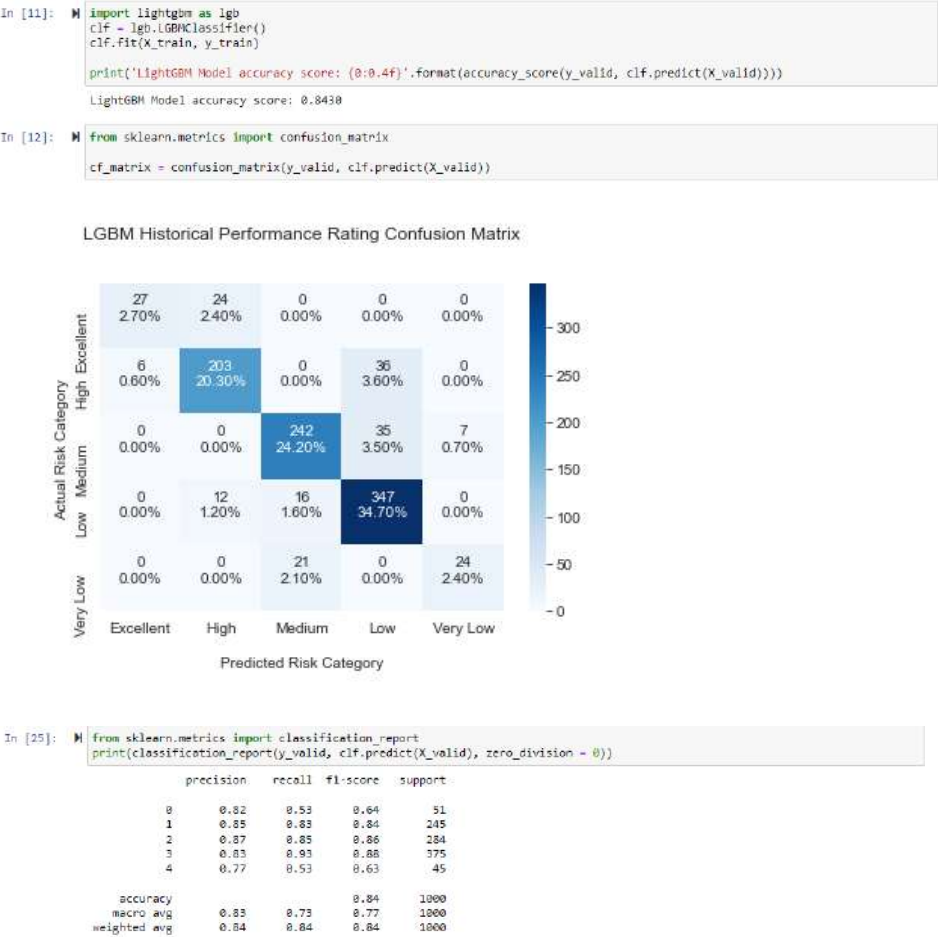 In [11]:
import lightgbm as lgb
clf = lgb.LGBMClassifier()
clf.fit(X_train, y_train)
print('LightGBM Model accuracy score: {0:0.4f}'.format(accuracy_score(y_valid, clf.predict(X_valid))))
LightGBM Model accuracy score: 0.8430
In [12]:
from sklearn.metrics import confusion_matrix
cf_matrix = confusion_matrix(y_valid, clf.predict(X_valid))
LGBM Historical Performance Rating Confusion Matrix
27 24 0 0 0
2.70% 2.40% 0.00% 0.00% 0.00%
6 203 0 36 0
0.60% 20.30% 0.00% 3.60% 0.00%
0 0 242 35 7
0.00% 0.00% 24.20% 3.50% 0.70%
0 12 16 347 0
0.00% 1.20% 1.60% 34.70% 0.00%
0 0 21 0 24
0.00% 0.00% 2.10% 0.00% 2.40%
Actual Risk Category
Excellent
High
Medium
Low
Very Low
300
250
200
150
100
50
0
Excellent High Medium Low Very Low
Predicted Risk Category
In [25]:
from sklearn.metrics import classification_report
print(classification_report(y_valid, clf.predict(X_valid), zero_division = 0))
precision recall f1-score support
0 0.82 0.53 0.64 51
1 0.85 0.83 0.84 245
2 0.87 0.85 0.86 284
3 0.83 0.93 0.88 375
4 0.77 0.53 0.63 45
accuracy 0.84 1000
macro avg 0.83 0.73 0.77 1000
weighted avg 0.84 0.84 0.84 1000